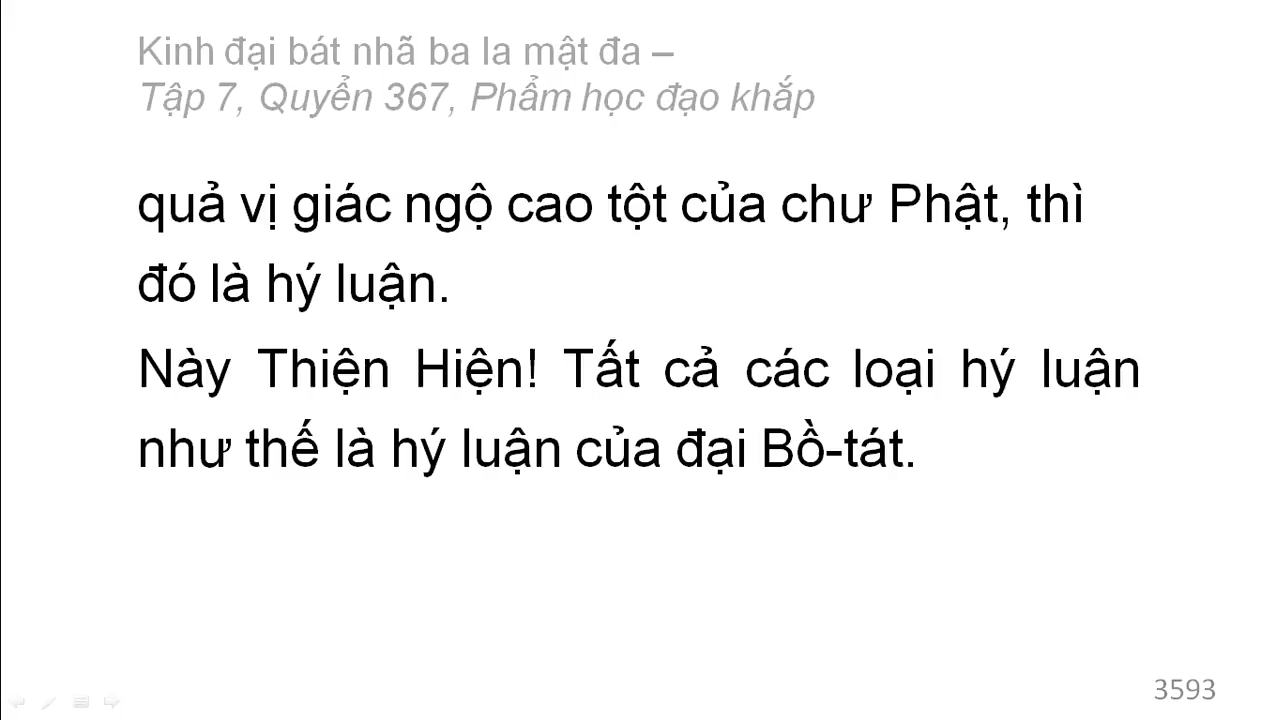 Kinh đại bát nhã ba la mật đa –
Tập 7, Quyển 367, Phẩm học đạo khắp
quả vị giác ngộ cao tột của chư Phật, thì
đó là hý luận.
Này Thiện Hiện! Tất cả các loại hý luận
như thế là hý luận của đại Bồ-tát.
3593